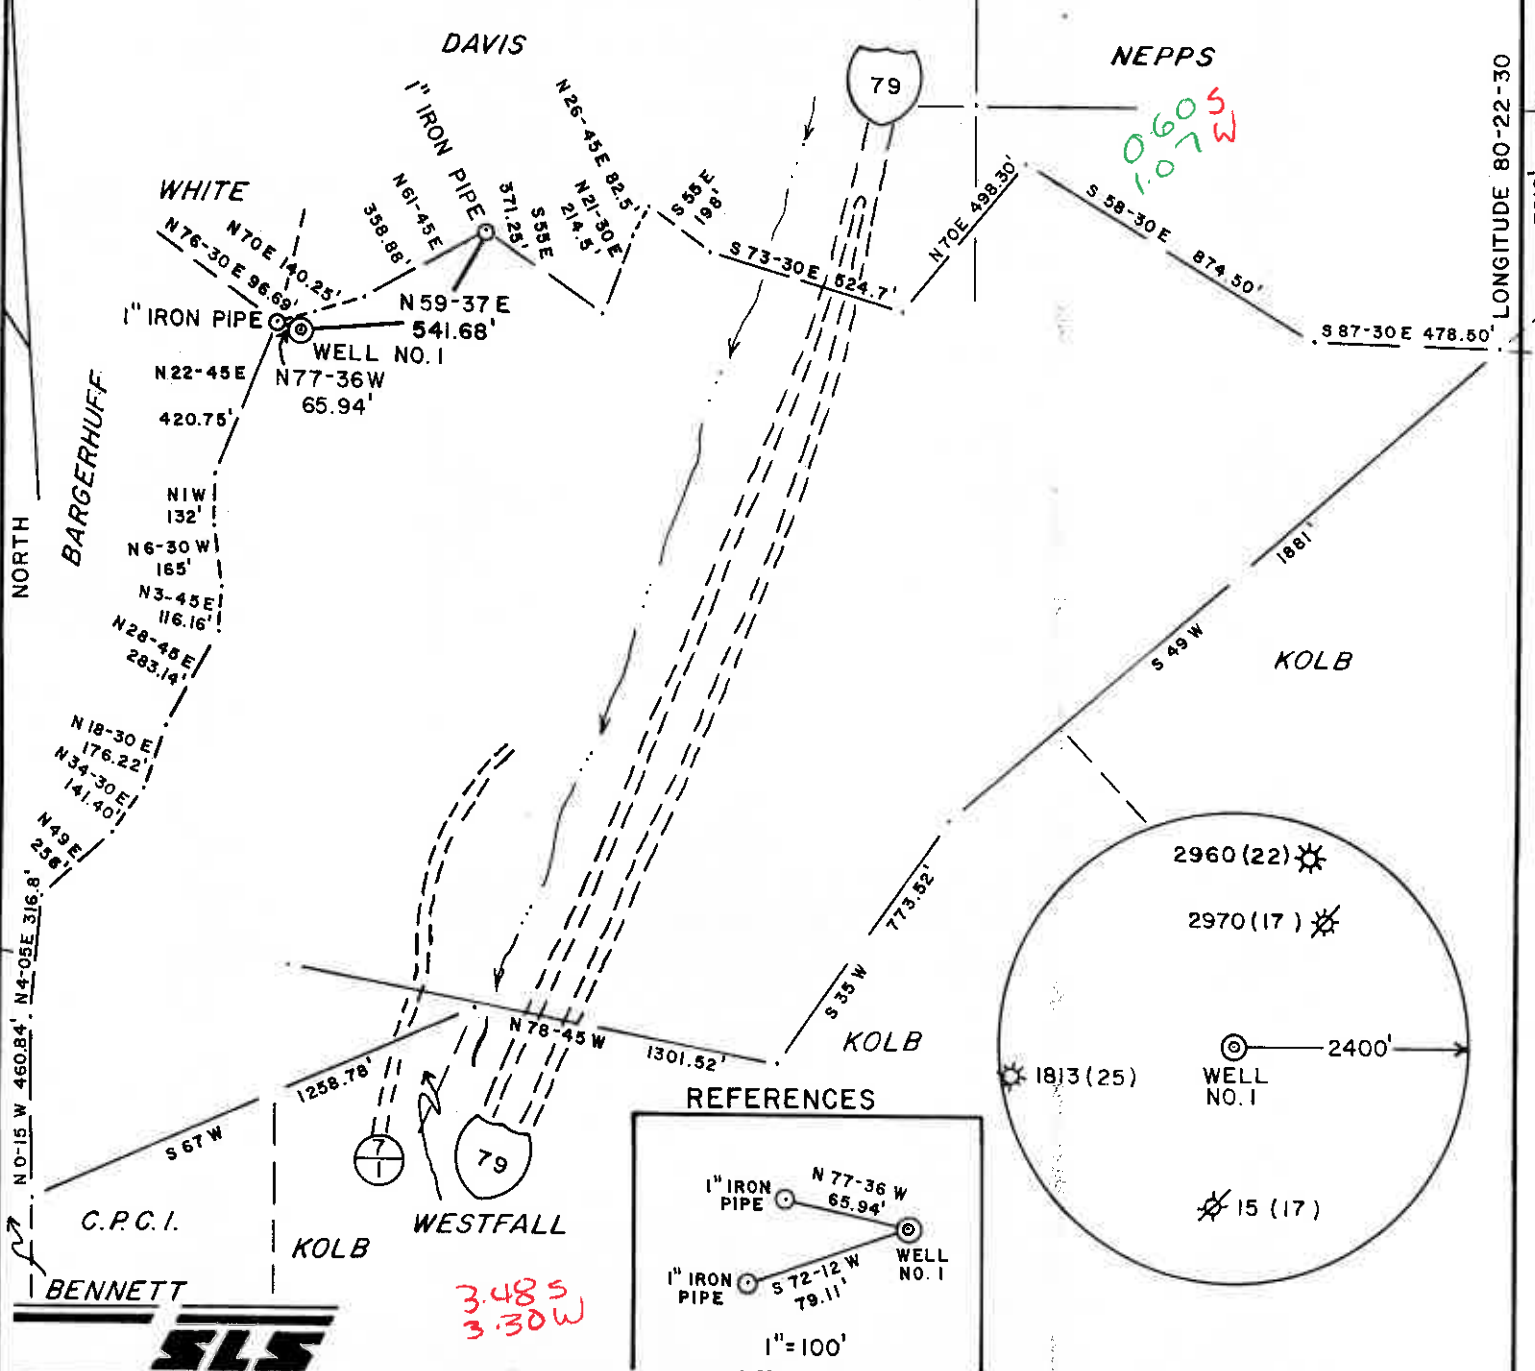 DAVIS
79
NEPPS
0.60 S
1.07 W
LONGITUDE 80-22-30
1" IRON PIPE
N26-45E 82.5'
N21-30E
214.5'
S55E
371.25'
N61-45E
358.88'
S55E
198'
S 73-30E 524.7'
N 70E 498.30'
S 58-30E 874.50'
S 87-30E 478.50'
WHITE
N70E 140.25'
N 76-30 E 96.69'
1" IRON PIPE
N59-37 E
541.68'
WELL NO. 1
N77-36W
65.94'
N22-45E
420.75'
BARGERHUFF
N1W
132'
N6-30 W
165'
N3-45E
116.16'
N28-45E
283.14'
NORTH
N18-30 E
176.22'
N34-30E
141.40'
N49E
256'
N4-05E 316.8'
N0-15 W 460.84'
1881'
S 49 W
KOLB
773.52'
S 35 W
KOLB
N 78-45 W
1301.52'
1258.78'
S 67 W
7
1
79
WESTFALL
C.P.C.I.
KOLB
BENNETT
SLS
3.48 S
3.30 W
REFERENCES
1" IRON
PIPE
N 77-36 W
65.94'
WELL
NO. 1
1" IRON
PIPE
S 72-12 W
79.11'
1"=100'
2960 (22)
2970 (17)
1813 (25)
WELL
NO. 1
2400'
15 (17)